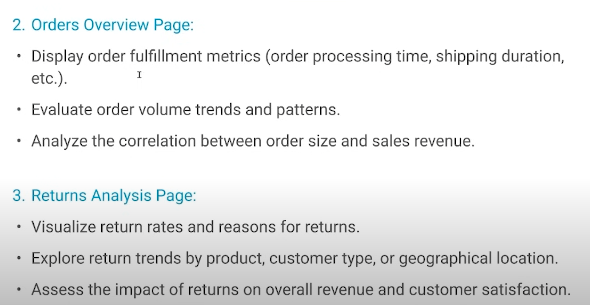 2. Orders Overview Page:
• Display order fulfillment metrics (order processing time, shipping duration,
etc.).
• Evaluate order volume trends and patterns.
• Analyze the correlation between order size and sales revenue.
3. Returns Analysis Page:
• Visualize return rates and reasons for returns.
• Explore return trends by product, customer type, or geographical location.
• Assess the impact of returns on overall revenue and customer satisfaction.